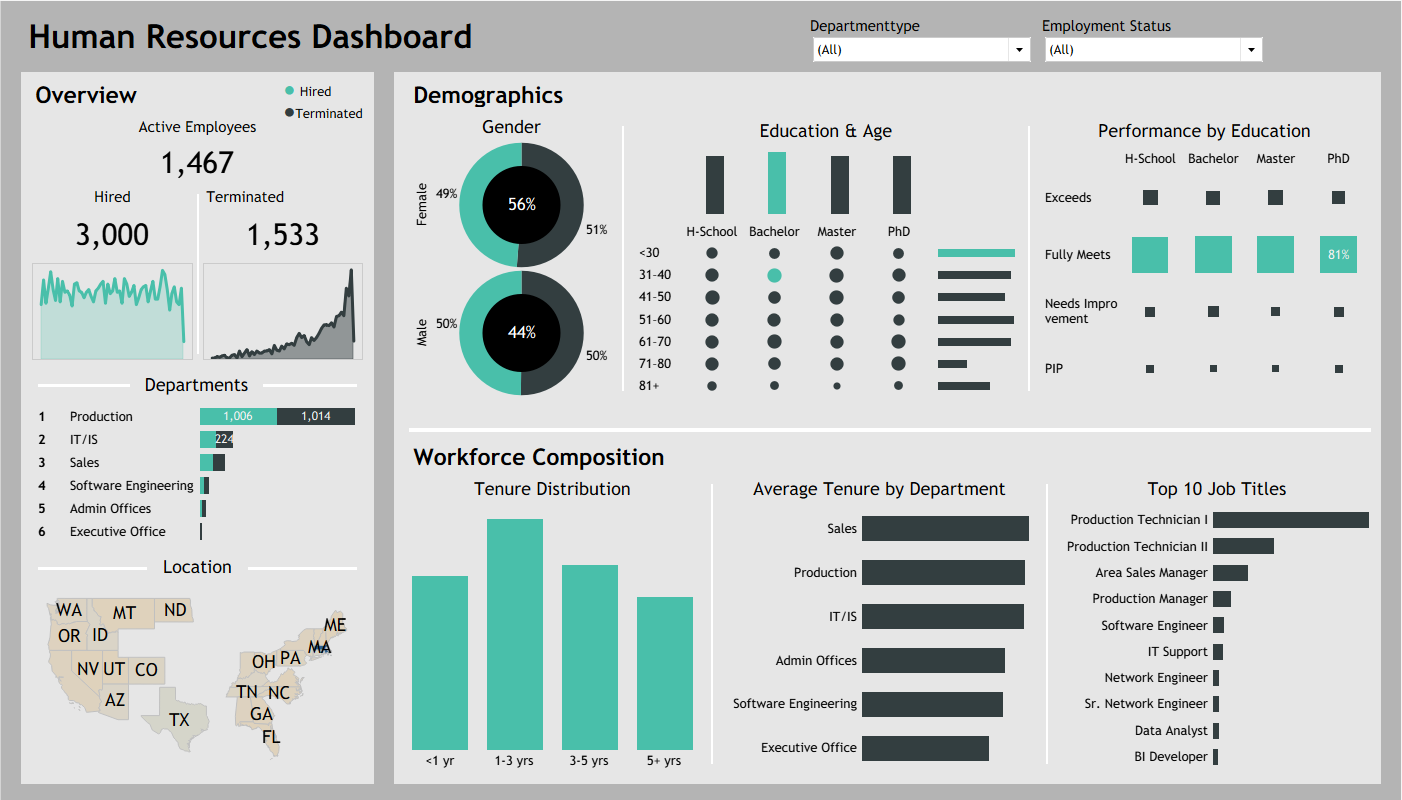 Human Resources Dashboard
Departmenttype
Employment Status
(All)
(All)
Overview
Hired
Terminated
Active Employees
1,467
Hired
Terminated
3,000
1,533
Departments
1 Production 1,006 1,014
2 IT/IS 224
3 Sales
4 Software Engineering
5 Admin Offices
6 Executive Office
Location
WA MT ND
OR ID
NV UT CO
AZ
TX
ME
MA
OH PA
TN NC
GA
FL
Demographics
Gender
Female
49%
56%
51%
Male
50%
44%
50%
Education & Age
H-School Bachelor Master PhD
<30
31-40
41-50
51-60
61-70
71-80
81+
Performance by Education
H-School Bachelor Master PhD
Exceeds
Fully Meets
81%
Needs Impro
vement
PIP
Workforce Composition
Tenure Distribution
<1 yr 1-3 yrs 3-5 yrs 5+ yrs
Average Tenure by Department
Sales
Production
IT/IS
Admin Offices
Software Engineering
Executive Office
Top 10 Job Titles
Production Technician I
Production Technician II
Area Sales Manager
Production Manager
Software Engineer
IT Support
Network Engineer
Sr. Network Engineer
Data Analyst
BI Developer